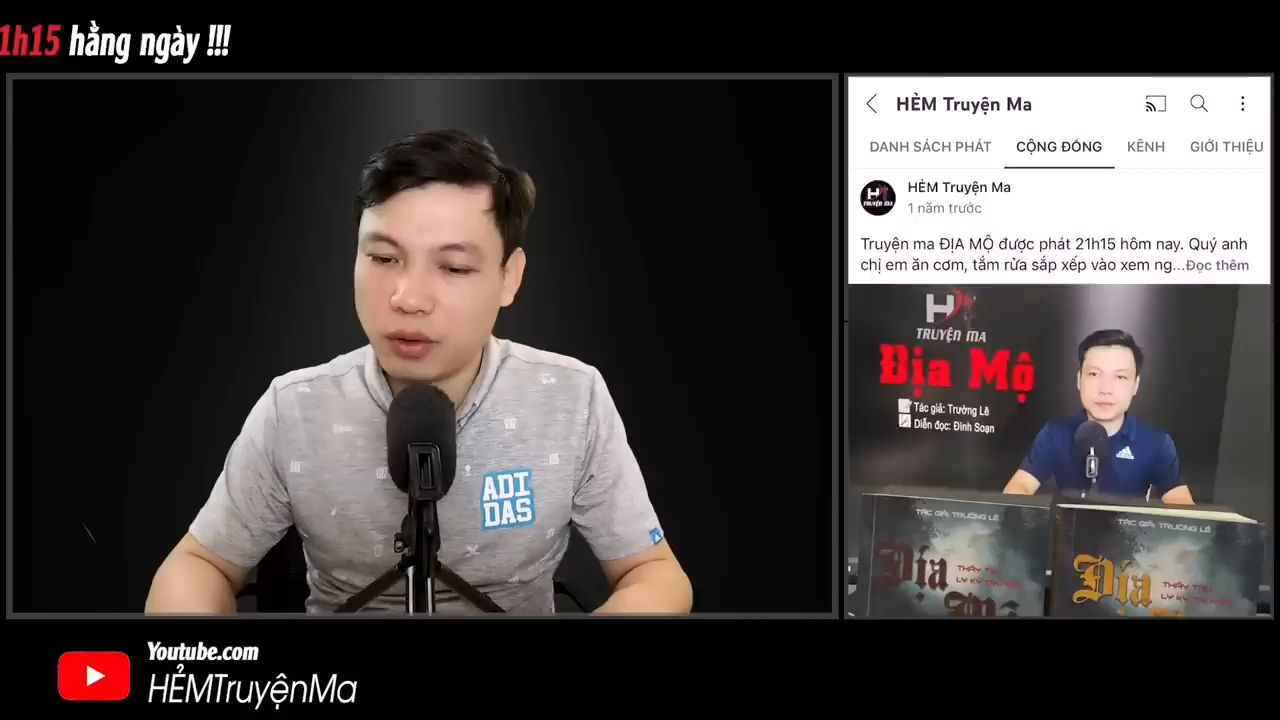 1h15 hằng ngày !!!
HẺM Truyện Ma
DANH SÁCH PHÁT
CỘNG ĐỒNG
KÊNH
GIỚI THIỆU
HẺM Truyện Ma
1 năm trước
Truyện ma ĐỊA MỘ được phát 21h15 hôm nay. Quý anh
chị em ăn cơm, tắm rửa sắp xếp vào xem ng...Đọc thêm
H
TRUYỆN MA
Địa Mộ
Tác giả: Trường Lê
Diễn đọc: Đình Soạn
TÁC GIẢ: TRƯỜNG LÊ
Địa
TÁC GIẢ: TRƯỜNG LÊ
Địa
ADI
DAS
Youtube.com
HẺMTruyệnMa